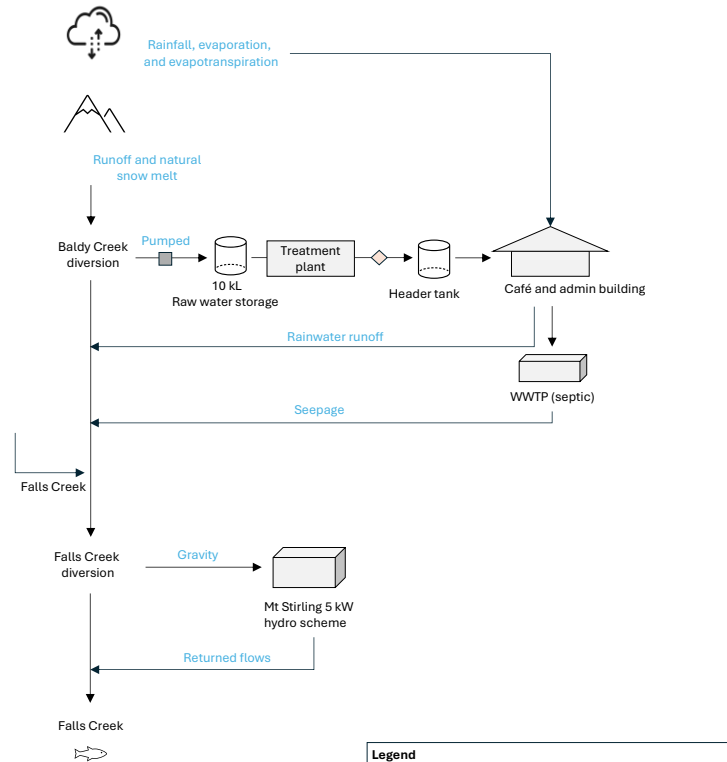 Rainfall, evaporation,
and evapotranspiration
Runoff and natural
snow melt
Baldy Creek
diversion
Pumped
10 kL
Raw water storage
Treatment
plant
Header tank
Café and admin building
Rainwater runoff
WWTP (septic)
Seepage
Falls Creek
Falls Creek
diversion
Gravity
Mt Stirling 5 kW
hydro scheme
Returned flows
Falls Creek
Legend